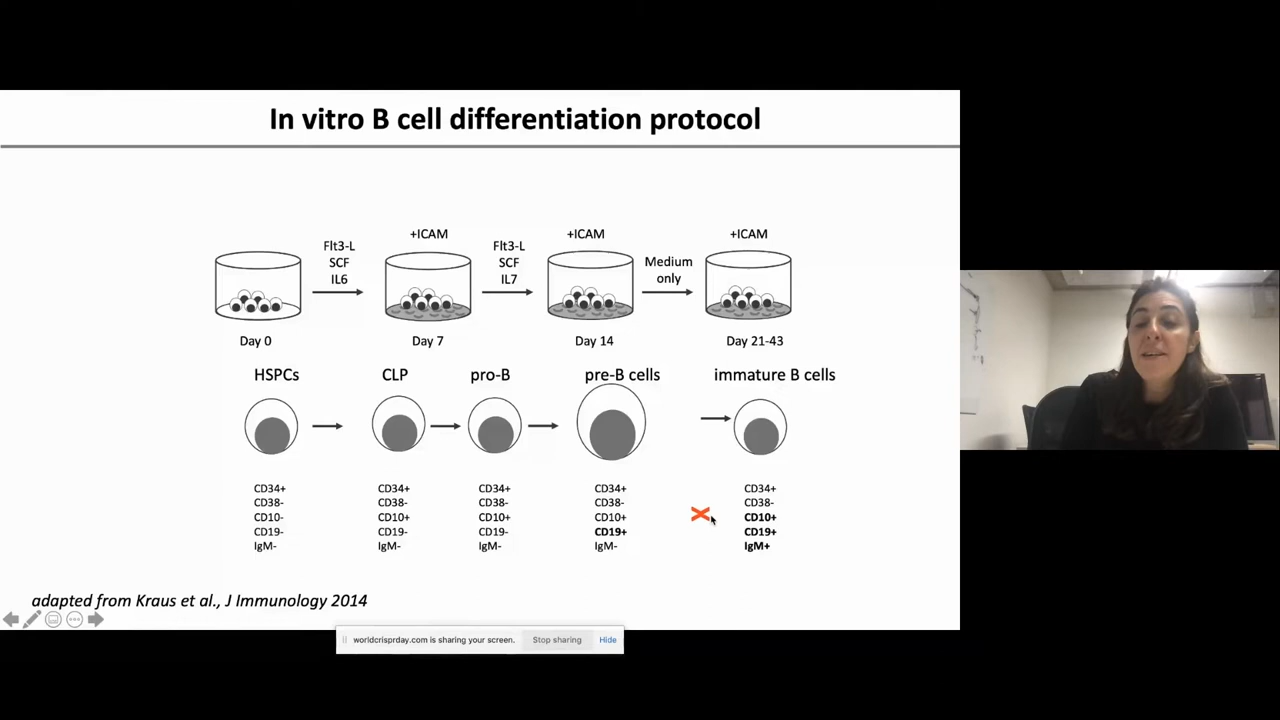 In vitro B cell differentiation protocol
+ICAM
+ICAM
+ICAM
Flt3-L
SCF
IL6
Flt3-L
SCF
IL7
Medium
only
Day 0
Day 7
Day 14
Day 21-43
HSPCs
CLP
pro-B
pre-B cells
immature B cells
CD34+
CD38-
CD10-
CD19-
IgM-
CD34+
CD38-
CD10+
CD19-
IgM-
CD34+
CD38-
CD10+
CD19-
IgM-
CD34+
CD38-
CD10+
CD19+
IgM-
CD34+
CD38-
CD10+
CD19+
IgM+
adapted from Kraus et al., J Immunology 2014
worldcrisprday.com is sharing your screen.
Stop sharing
Hide